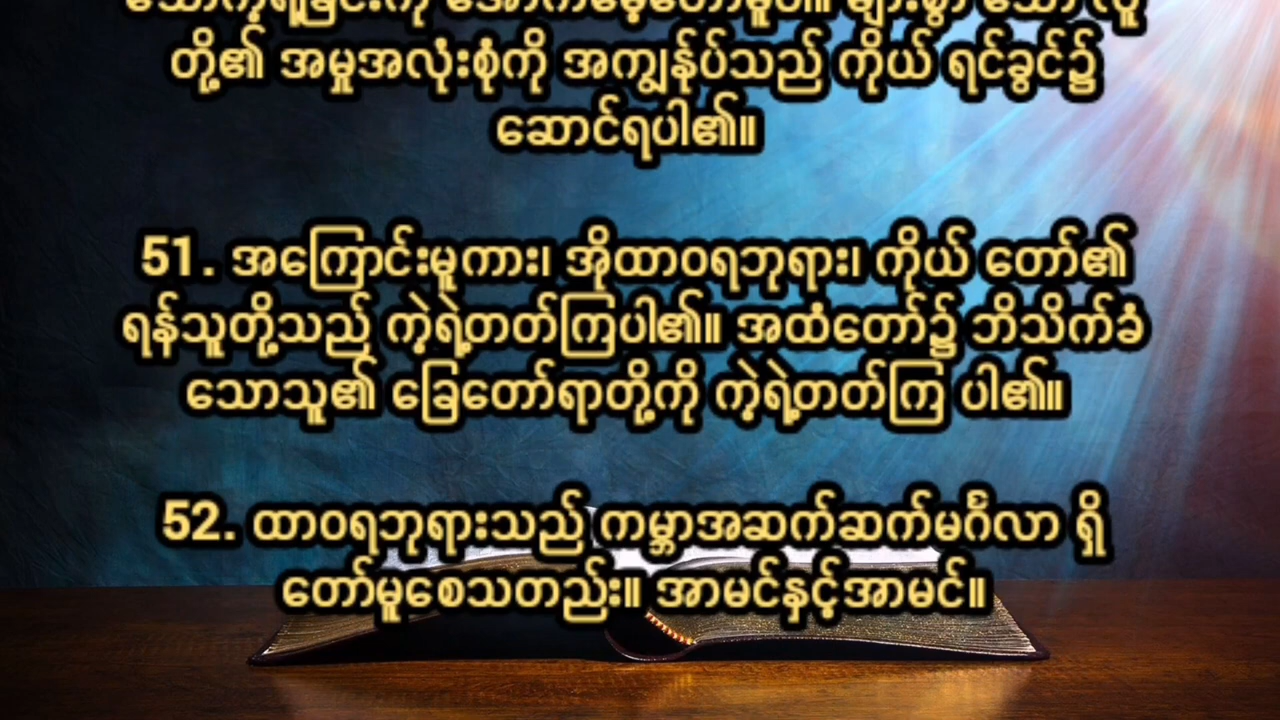 တို့၏ အမှုအလုံးစုံကို အကျွန်ုပ်သည် ကိုယ် ရင်ခွင်၌
ဆောင်ရပါ၏။
51. အကြောင်းမူကား၊ အိုထာဝရဘုရား၊ ကိုယ် တော်၏
ရန်သူတို့သည် ကဲ့ရဲ့တတ်ကြပါ၏။ အထံတော်၌ ဘိသိက်ခံ
သောသူ၏ ခြေတော်ရာတို့ကို ကဲ့ရဲ့တတ်ကြ ပါ၏။
52. ထာဝရဘုရားသည် ကမ္ဘာအဆက်ဆက်မင်္ဂလာ ရှိ
တော်မူစေသတည်း။ အာမင်နှင့်အာမင်။